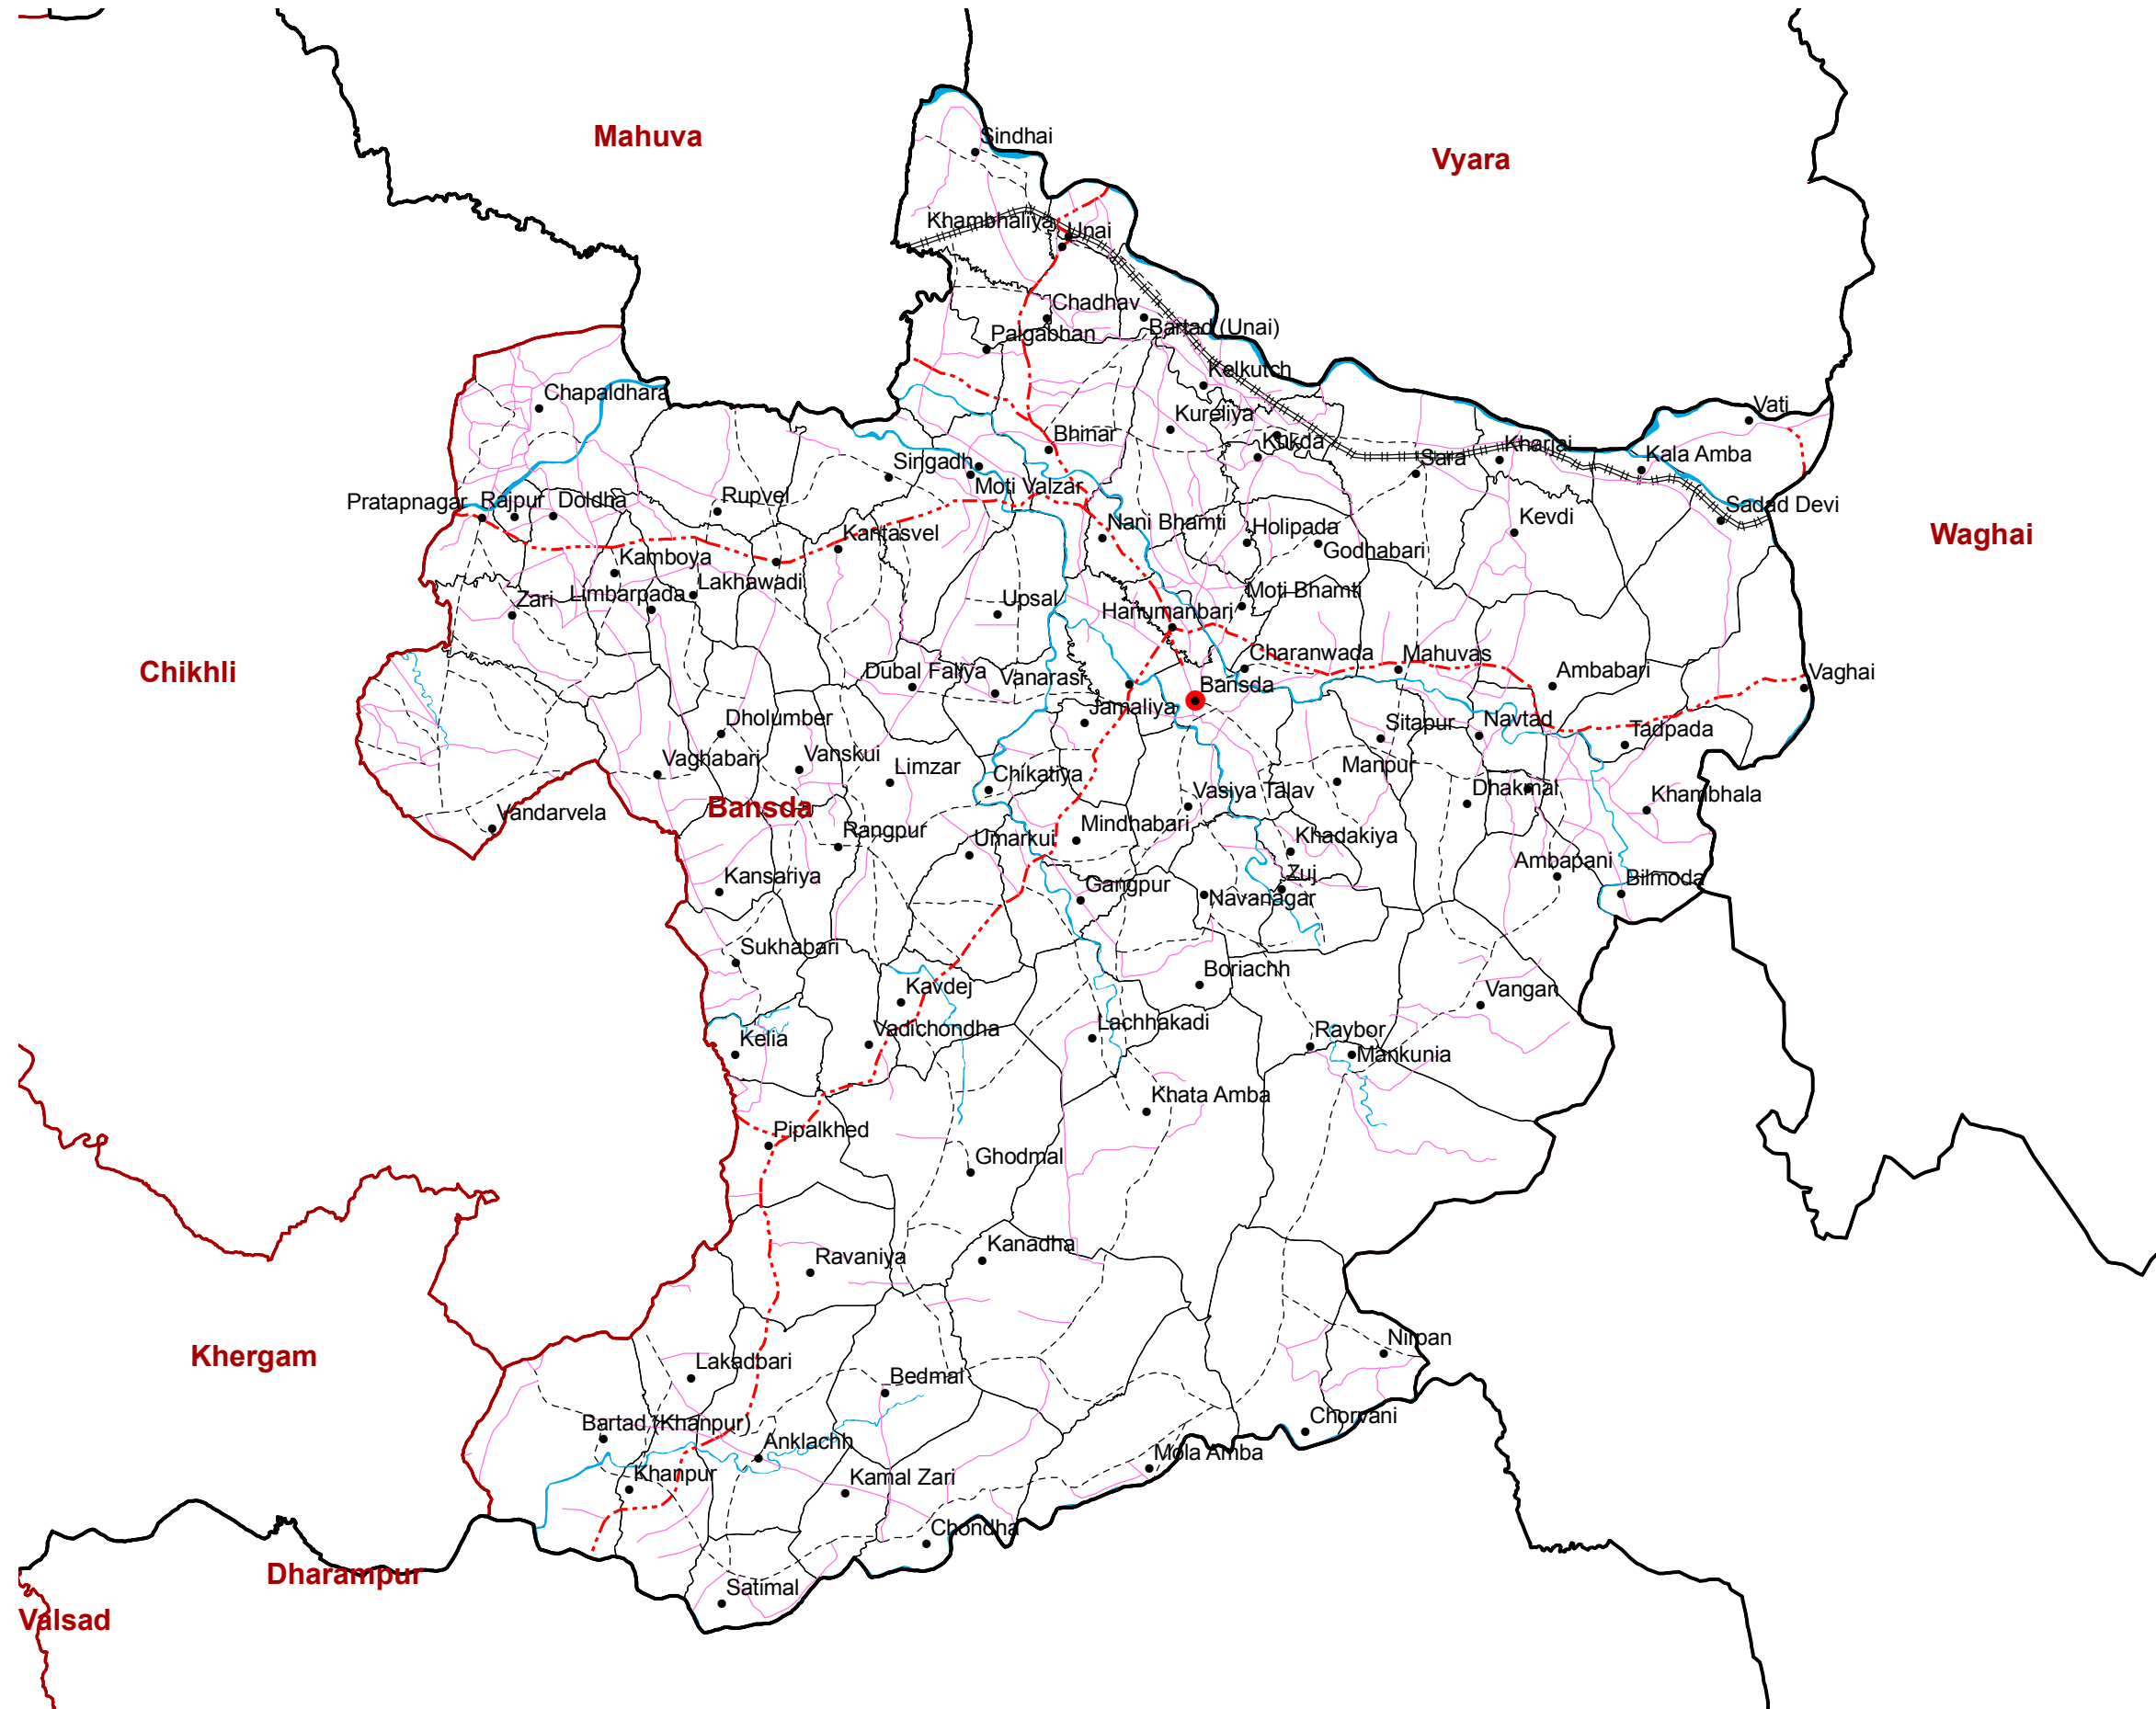 Mahuva
Sindhai
Vyara
Khambhaliya
Unai
Chadhav
Bartad (Unai)
Palgabhan
Kelkutch
Chapaldhara
Vati
Kureliya
Bhinar
Kukda
Kharjai
Kala Amba
Singadh
Sara
Moti Valzar
Rupvel
Pratapnagar
Rajpur
Doldha
Sadad Devi
Kevdi
Nani Bhamti
Holipada
Kantasvel
Waghai
Godhabari
Kamboya
Lakhawadi
Limbarpada
Zari
Upsal
Moti Bhamti
Hanumanbari
Charanwada
Mahuvas
Chikhli
Dubal Faliya
Vanarasi
Ambabari
Vaghai
Bansda
Jamaliya
Dholumber
Sitapur
Navtad
Tadpada
Vaghabari
Vanskui
Limzar
Chikatiya
Manpur
Vasiya Talav
Dhakmal
Khambhala
Bansda
Vandarvela
Rangpur
Umarkui
Mindhabari
Khadakiya
Ambapani
Kansariya
Gangpur
Zuj
Bilmoda
Navanagar
Sukhabari
Boriachh
Kavdej
Vangan
Kelia
Vadichondha
Lachhakadi
Raybor
Mankunia
Khata Amba
Pipalkhed
Ghodmal
Kanadha
Ravaniya
Nirpan
Khergam
Lakadbari
Bedmal
Bartad (Khanpur)
Chorvani
Anklachh
Mola Amba
Khanpur
Kamal Zari
Chondha
Dharampur
Satimal
Valsad